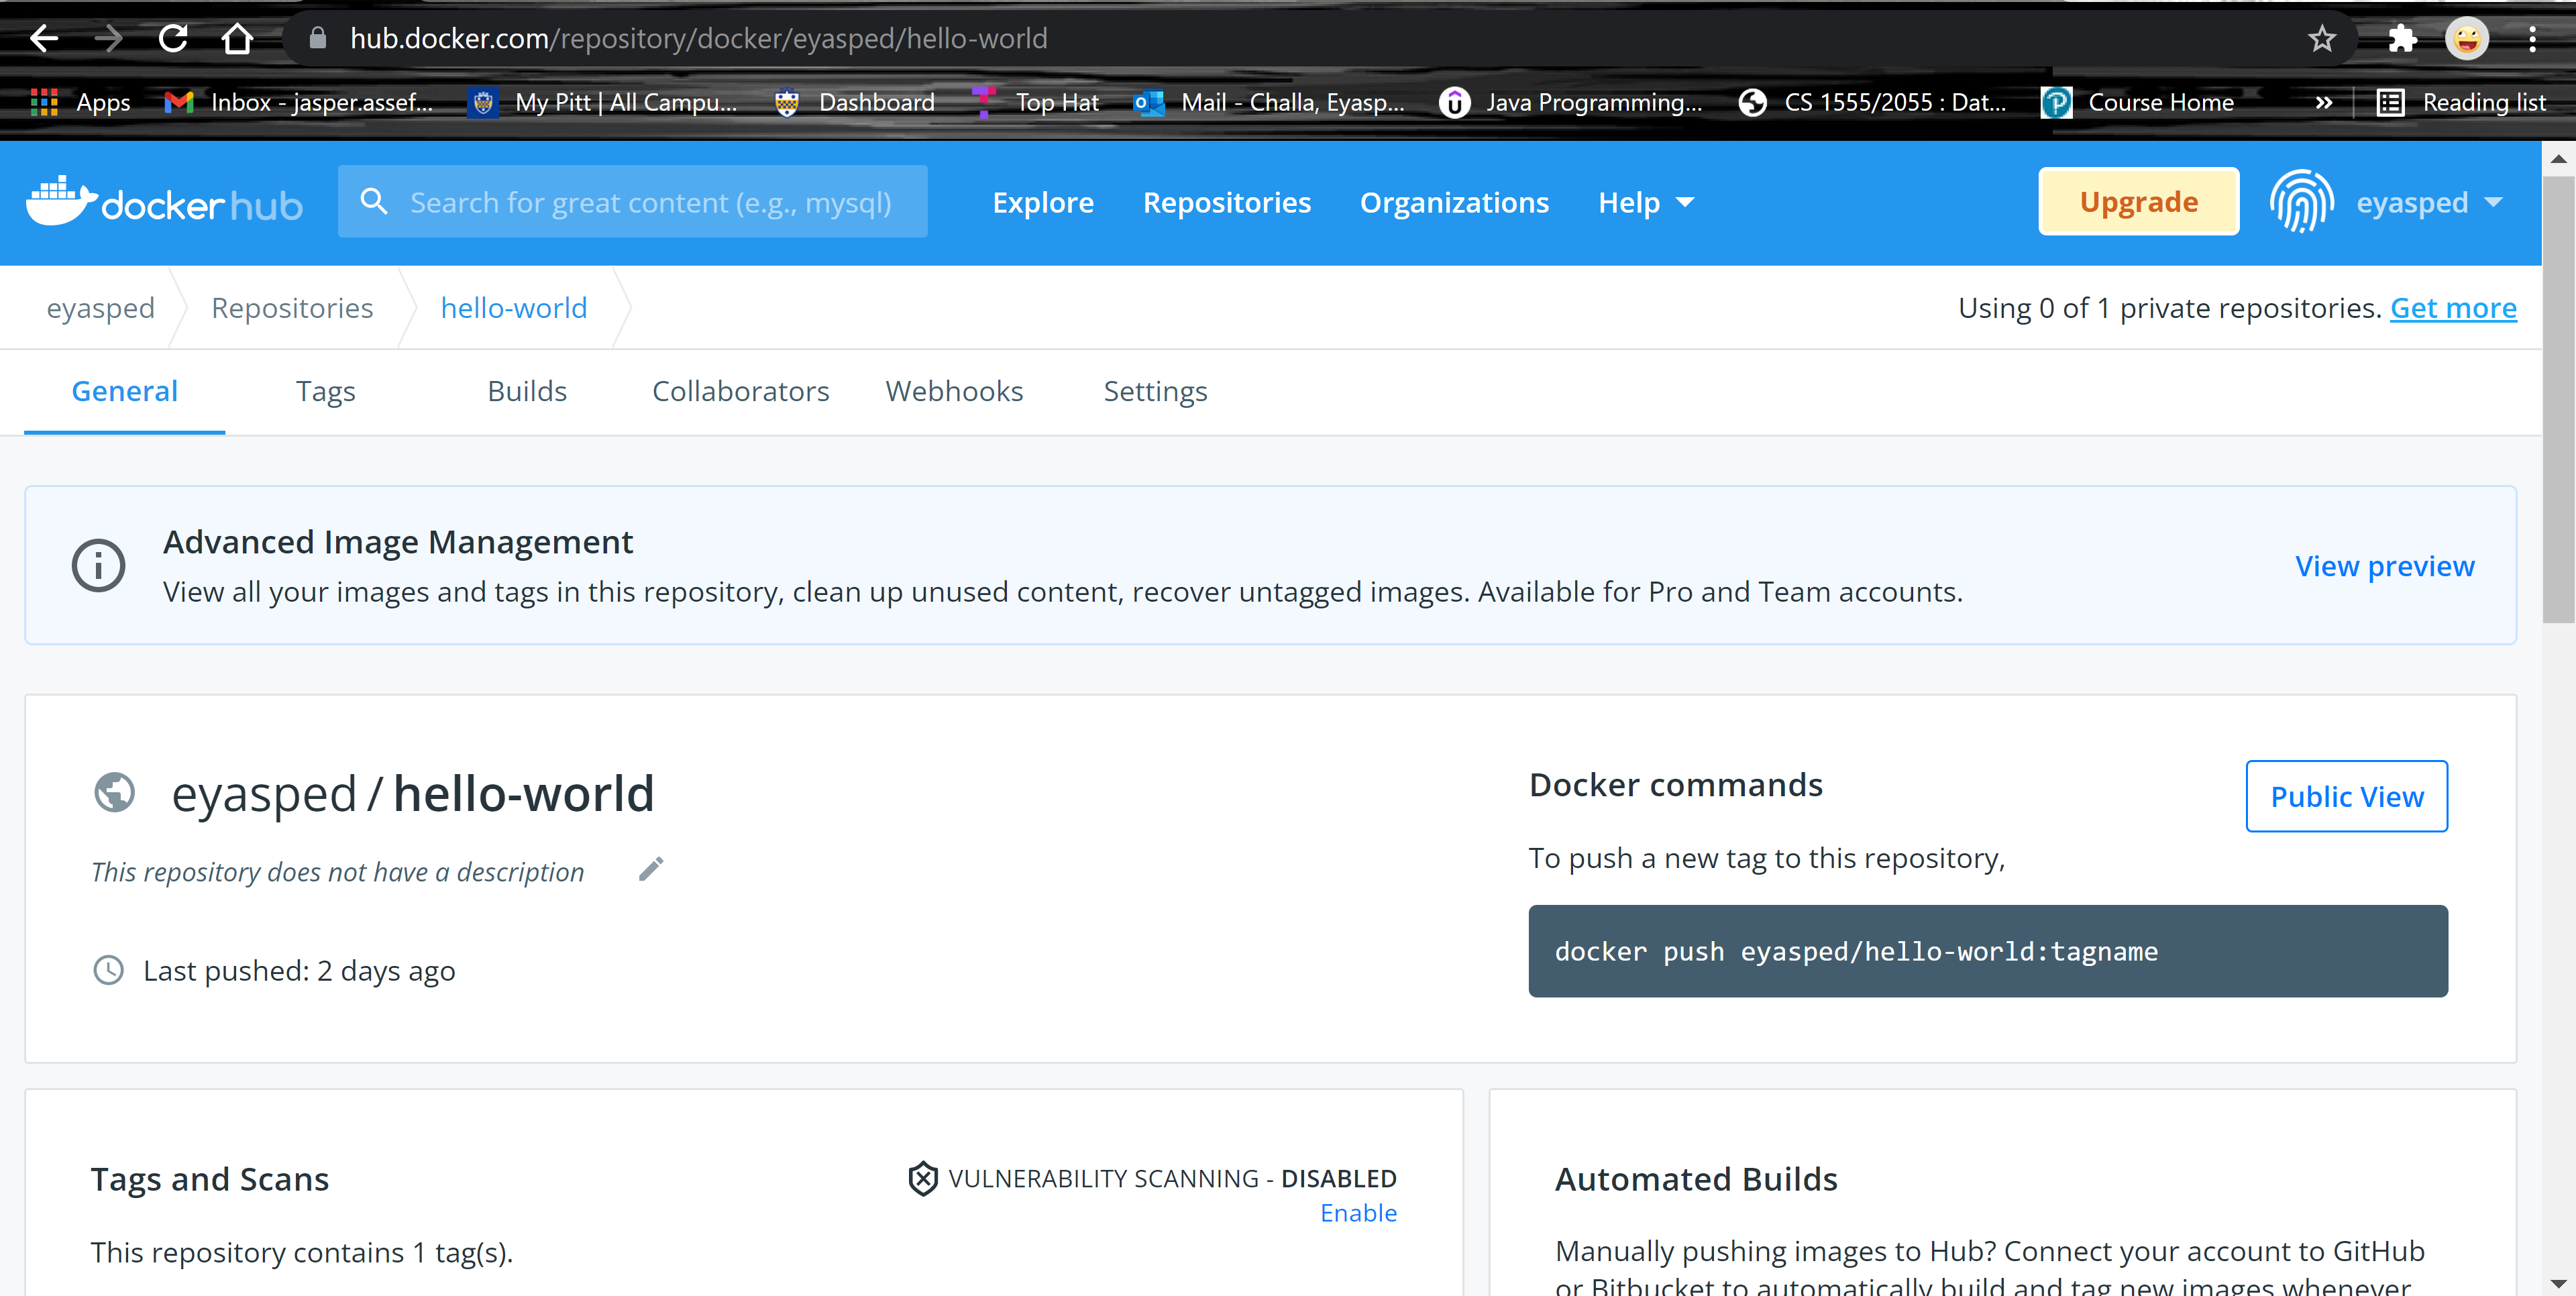 hub.docker.com/repository/docker/eyasped/hello-world
Apps Inbox - jasper.assef... My Pitt | All Campu... Dashboard Top Hat Mail - Challa, Eyasp... Java Programming... CS 1555/2055 : Dat... Course Home » Reading list
docker hub Search for great content (e.g., mysql) Explore Repositories Organizations Help Upgrade eyasped
eyasped Repositories hello-world Using 0 of 1 private repositories. Get more
General Tags Builds Collaborators Webhooks Settings
Advanced Image Management
View all your images and tags in this repository, clean up unused content, recover untagged images. Available for Pro and Team accounts.
View preview
eyasped / hello-world
This repository does not have a description
Last pushed: 2 days ago
Docker commands
Public View
To push a new tag to this repository,
docker push eyasped/hello-world:tagname
Tags and Scans
VULNERABILITY SCANNING - DISABLED
Enable
This repository contains 1 tag(s).
Automated Builds
Manually pushing images to Hub? Connect your account to GitHub
or Bitbucket to automatically build and tag new images whenever